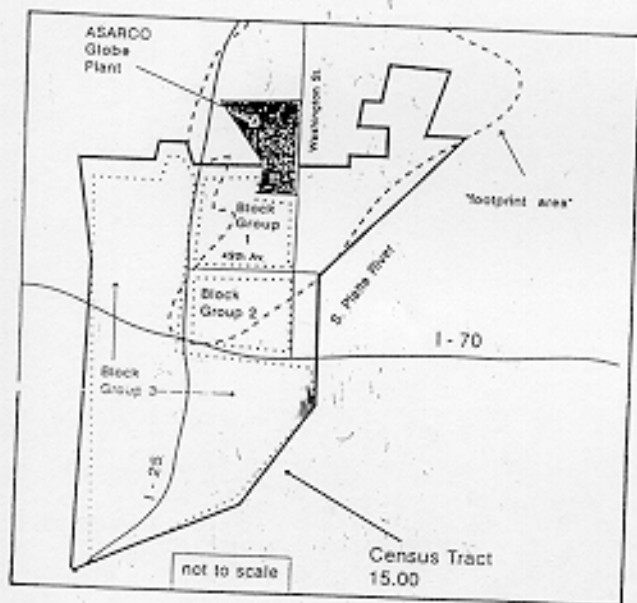 ASARCO
Globe
Plant
Washington St.
"footprint area"
Block
Group
1
49th Av.
Block
Group 2
S. Platte River
I - 70
Block
Group 3
I - 25
Census Tract
15.00
not to scale